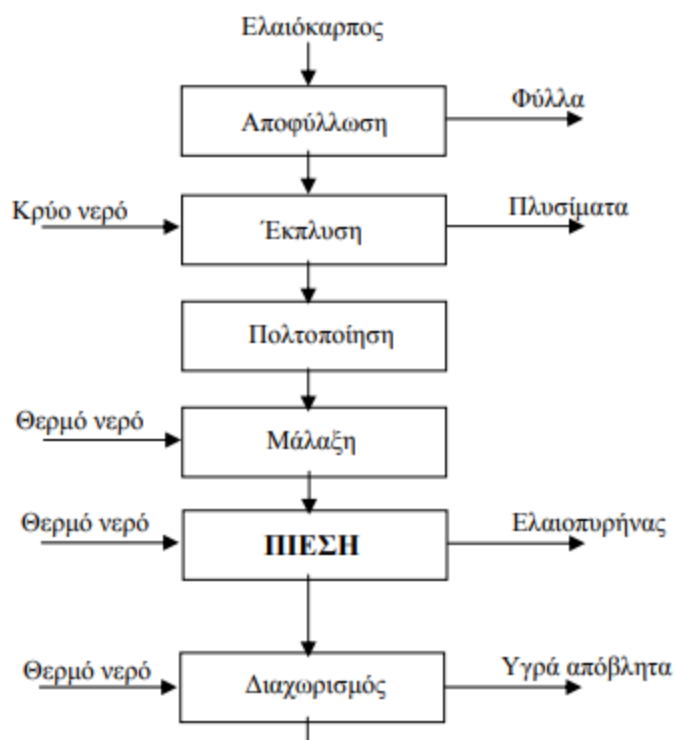 Ελαιόκαρπος
Αποφύλλωση
Φύλλα
Κρύο νερό
Έκπλυση
Πλυσίματα
Πολτοποίηση
Θερμό νερό
Μάλαξη
Θερμό νερό
ΠΙΕΣΗ
Ελαιοπυρήνας
Θερμό νερό
Διαχωρισμός
Υγρά απόβλητα